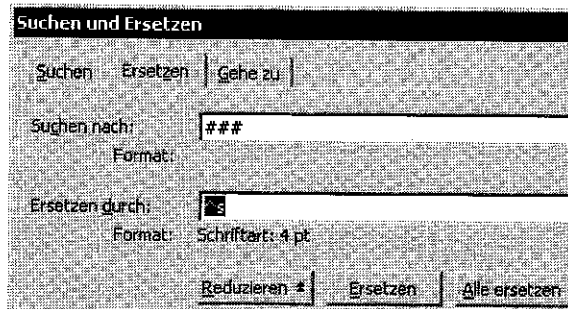 Suchen und Ersetzen
Suchen Ersetzen Gehe zu
Suchen nach: ###
Format:
Ersetzen durch: ^s
Format: Schriftart: 4 pt
Reduzieren Ersetzen Alle ersetzen